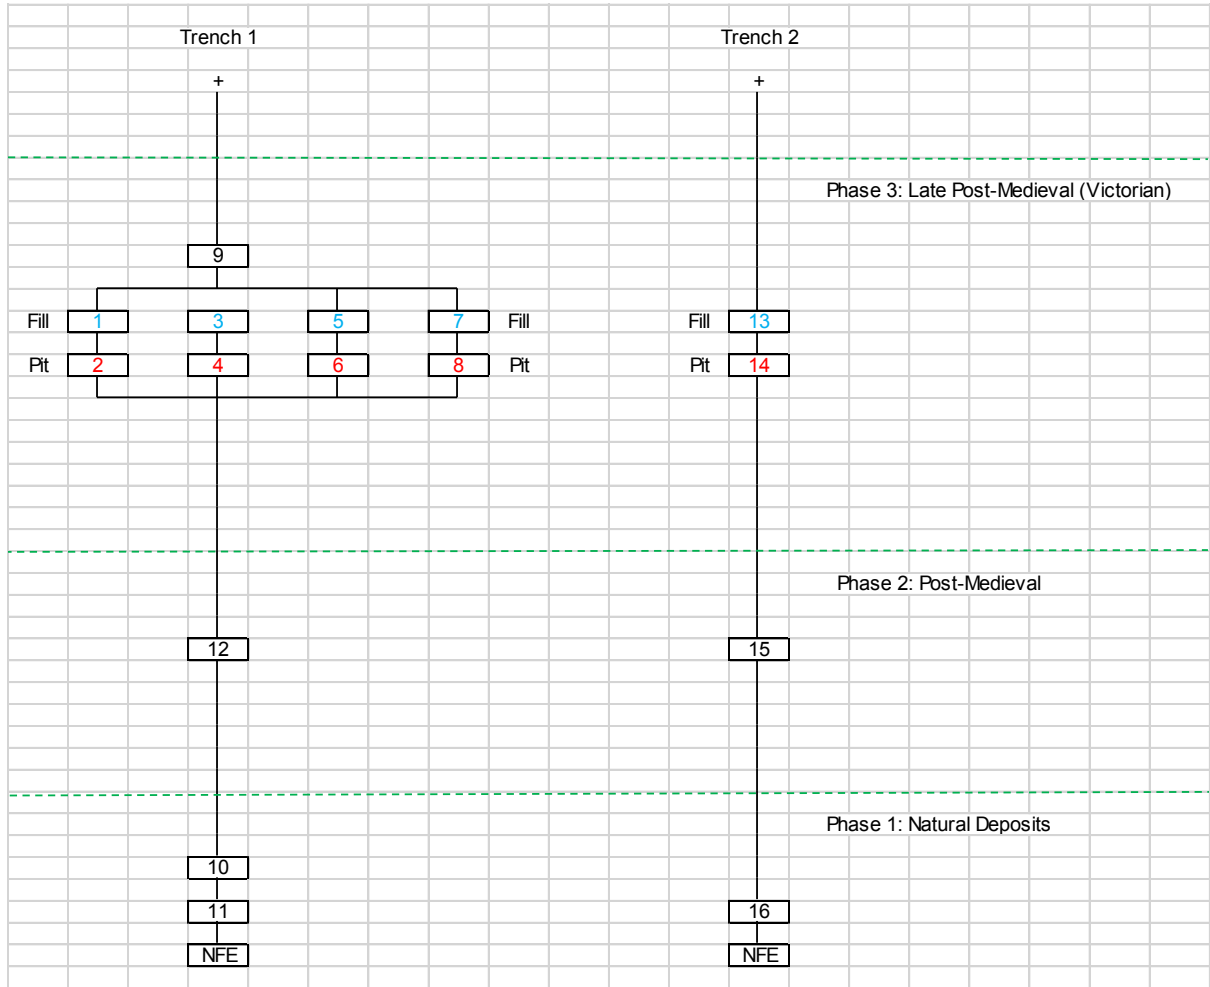 Trench 1 Trench 2
+ +
Phase 3: Late Post-Medieval (Victorian)
9
Fill 1 3 5 7 Fill Fill 13
Pit 2 4 6 8 Pit Pit 14
Phase 2: Post-Medieval
12 15
Phase 1: Natural Deposits
10
11 16
NFE NFE